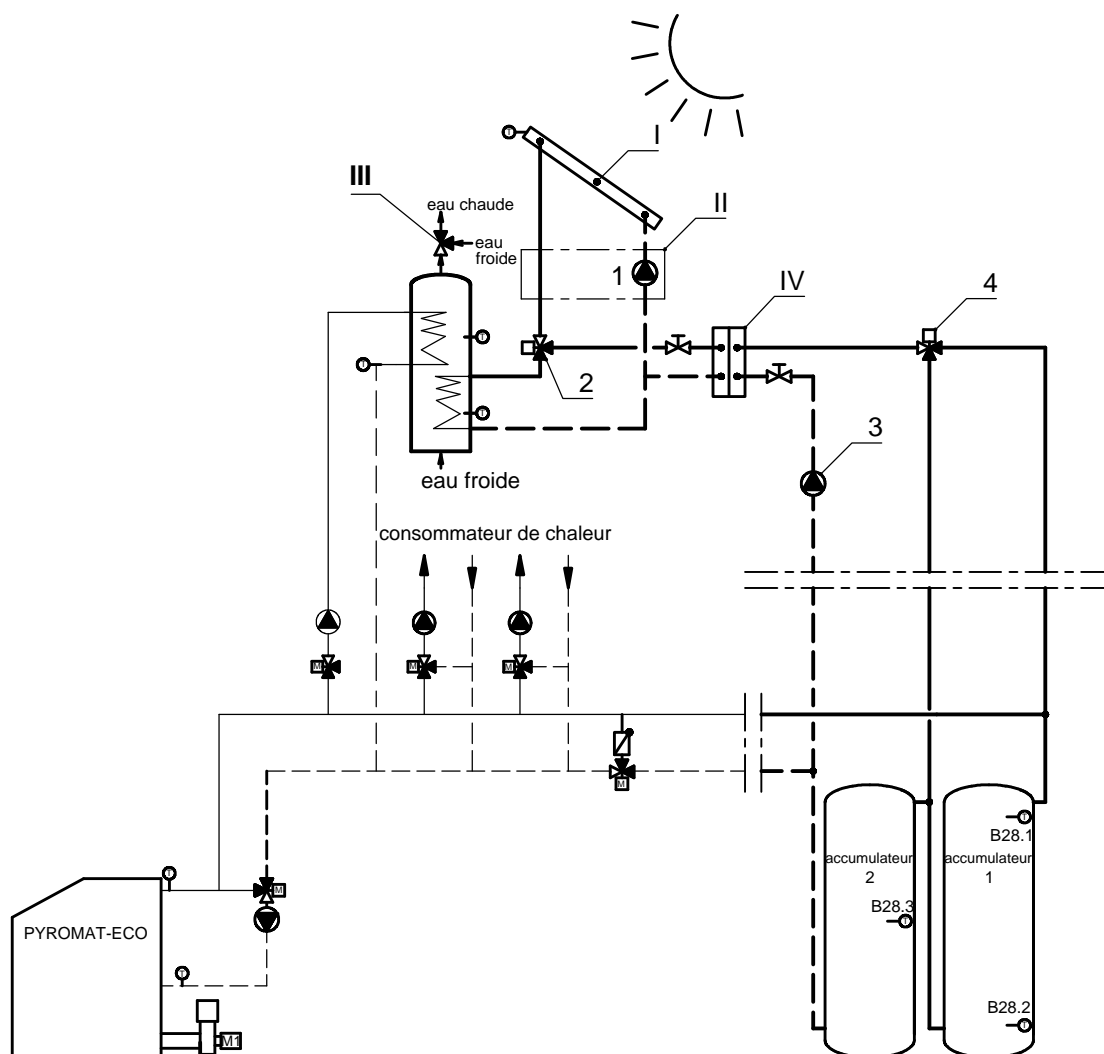 I
III
eau chaude
II
eau
froide
1
IV
4
T
T
T
T
2
3
eau froide
consommateur de chaleur
M
M
M
M
B28.1
T
accumulateur
2
accumulateur
1
T
M
B28.3
T
PYROMAT-ECO
T
B28.2
T
M1